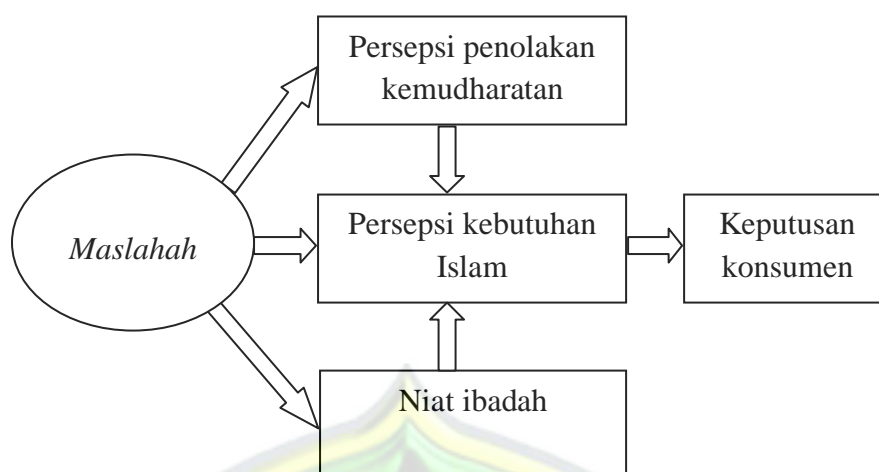 Persepsi penolakan
kemudharatan
Maslahah
Persepsi kebutuhan
Islam
Keputusan
konsumen
Niat ibadah